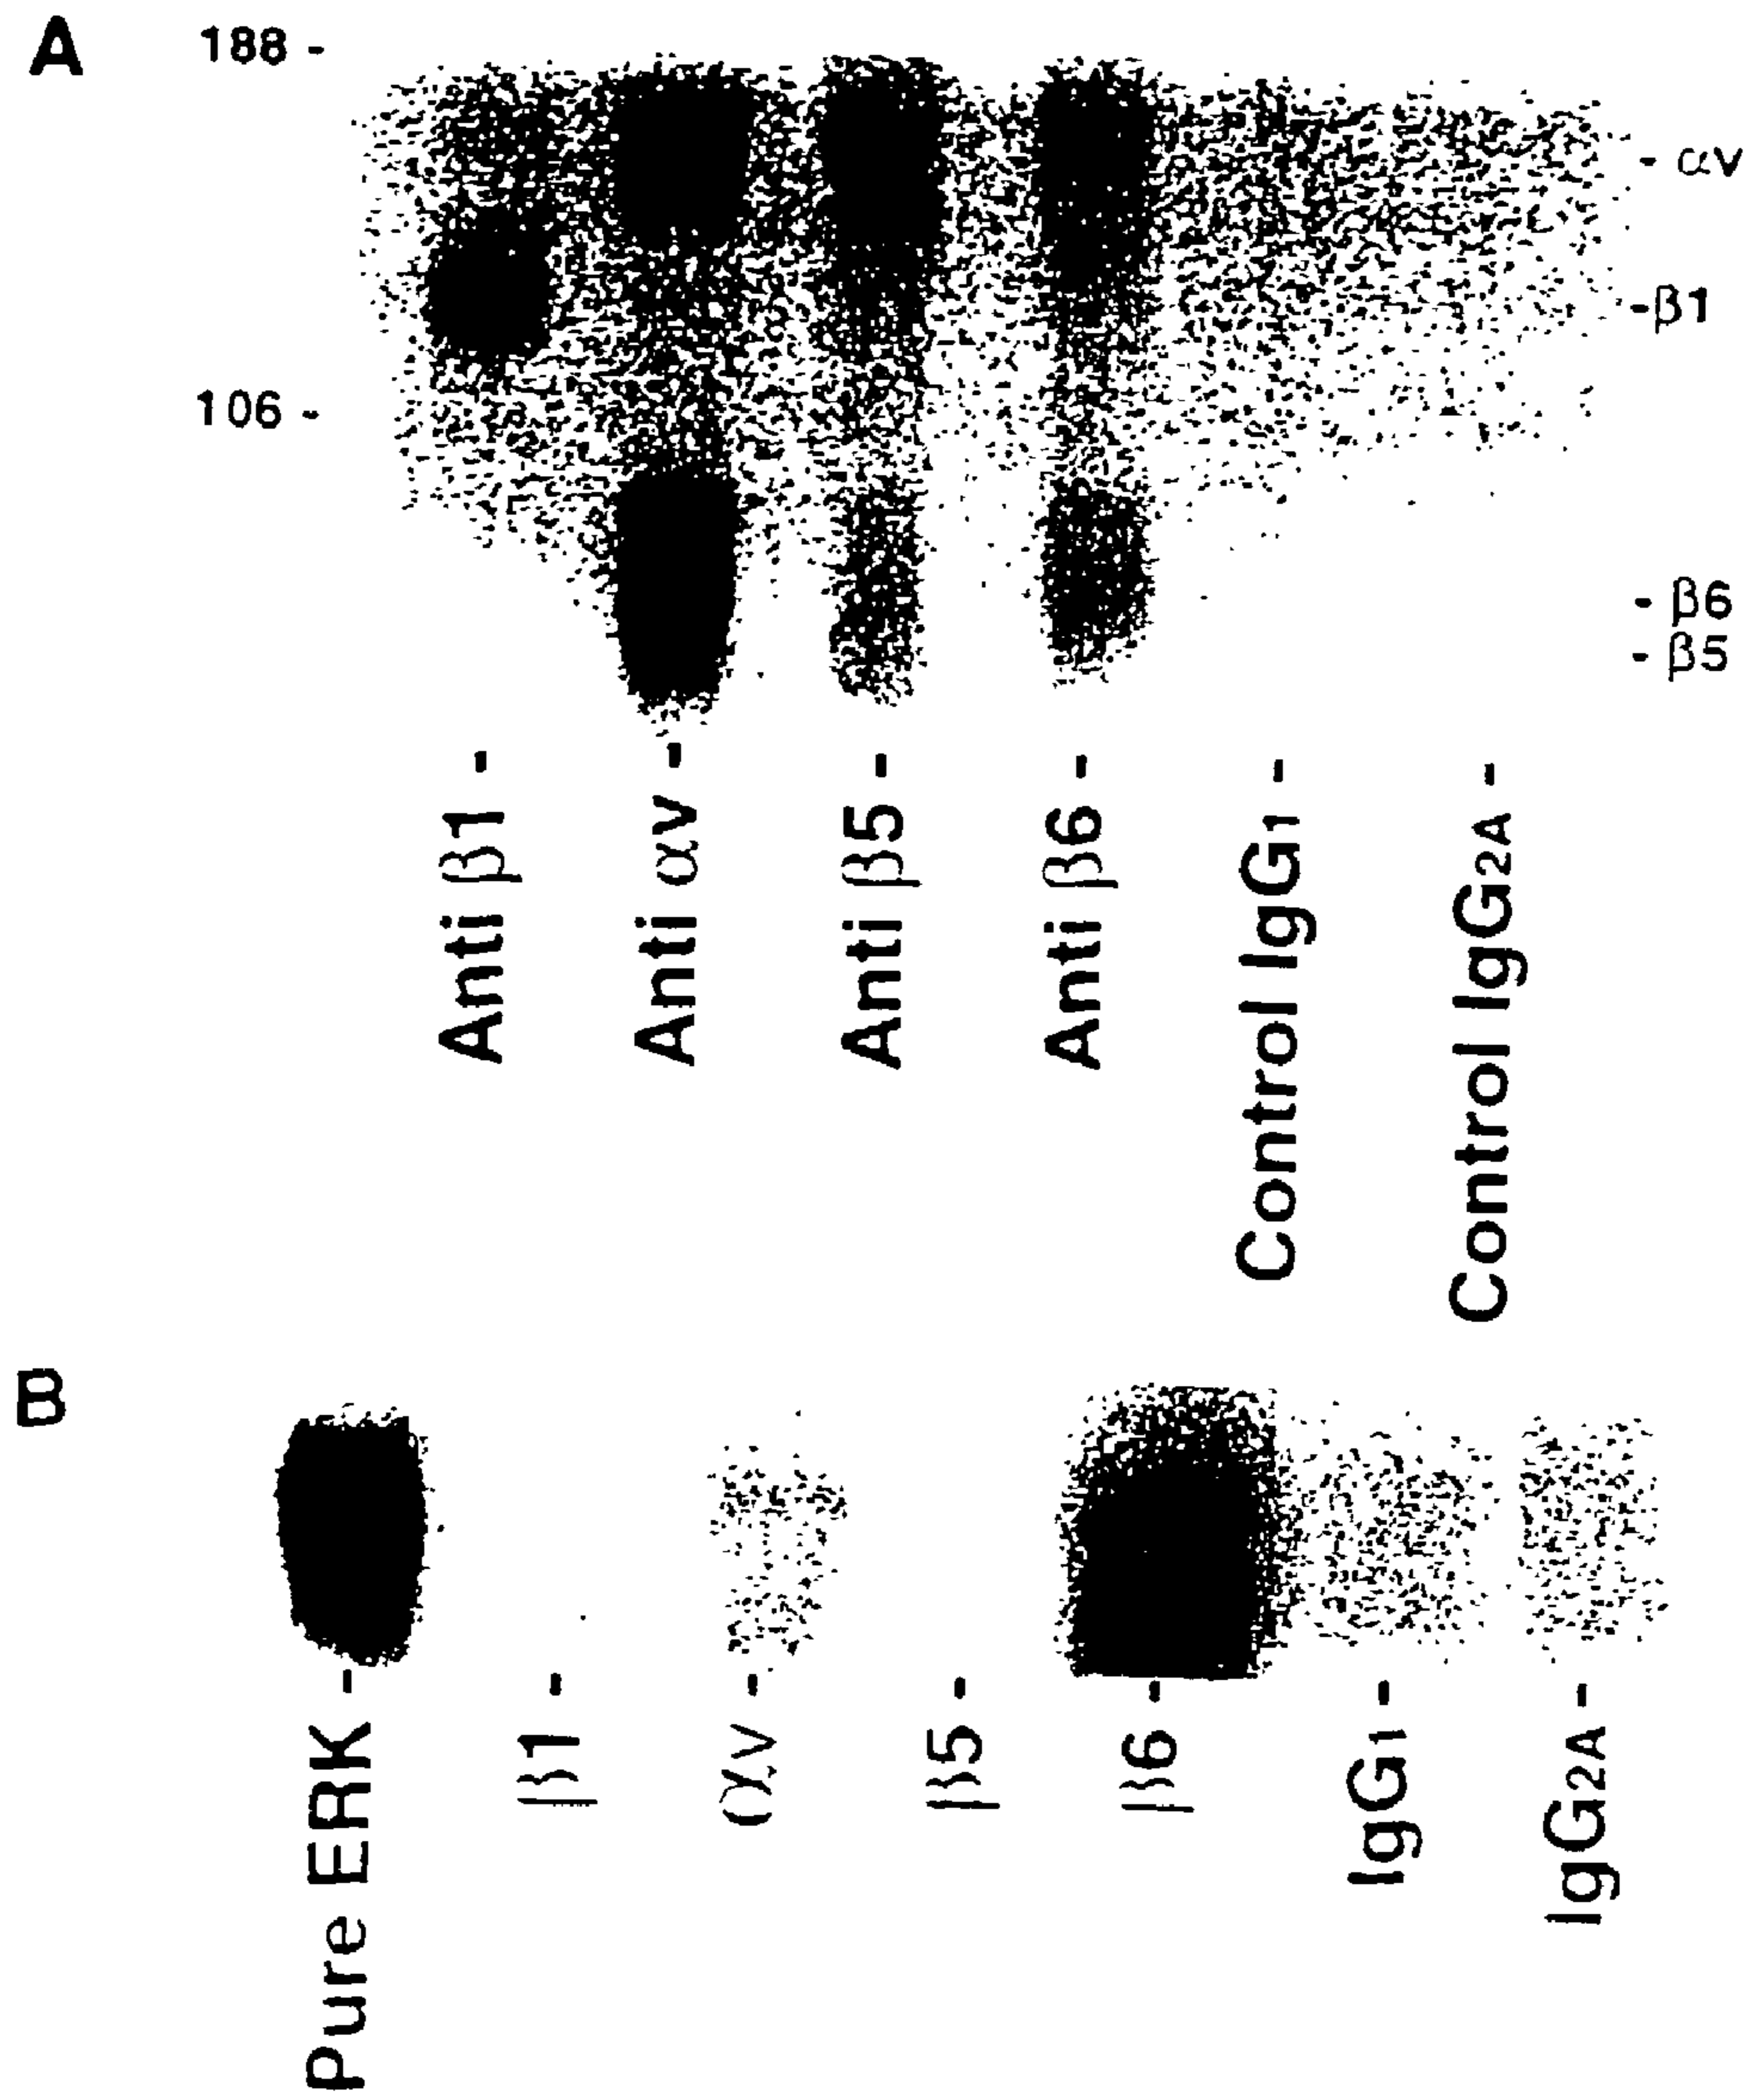 A
188 -
- αv
-β1
106 -
- β6
- β5
Anti β1 -
Anti αv -
Anti β5 -
Anti β6 -
Control IgG1 -
Control IgG2A -
B
Pure ERK -
β1 -
αv -
β5 -
β6 -
IgG1 -
IgG2A -